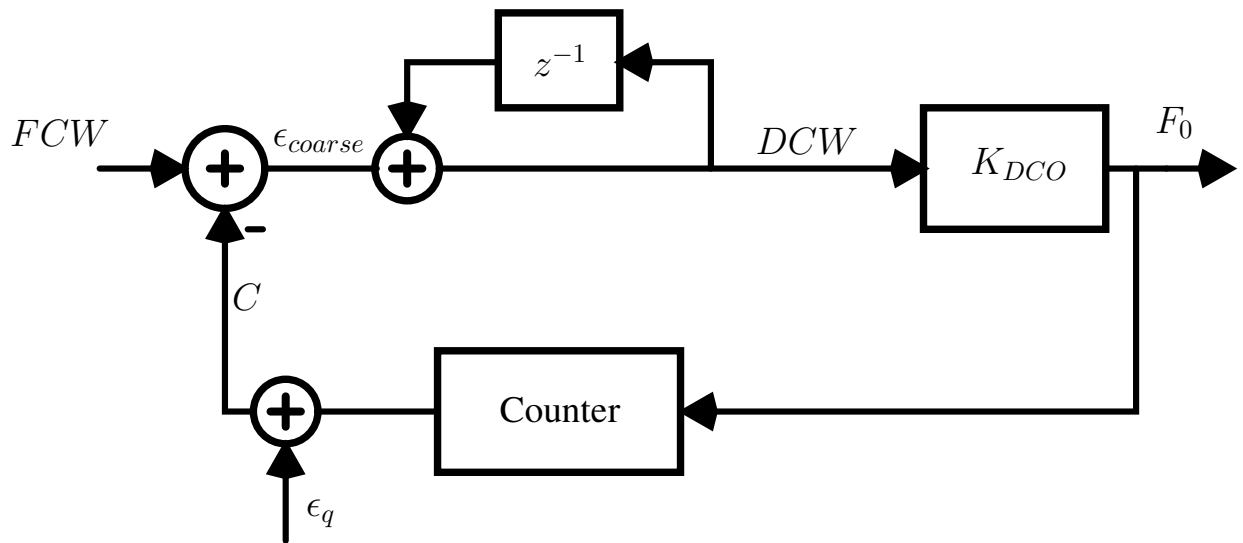 z⁻¹
FCW
ϵ_{coarse}
DCW
K_{DCO}
F_0
C
Counter
ϵ_q